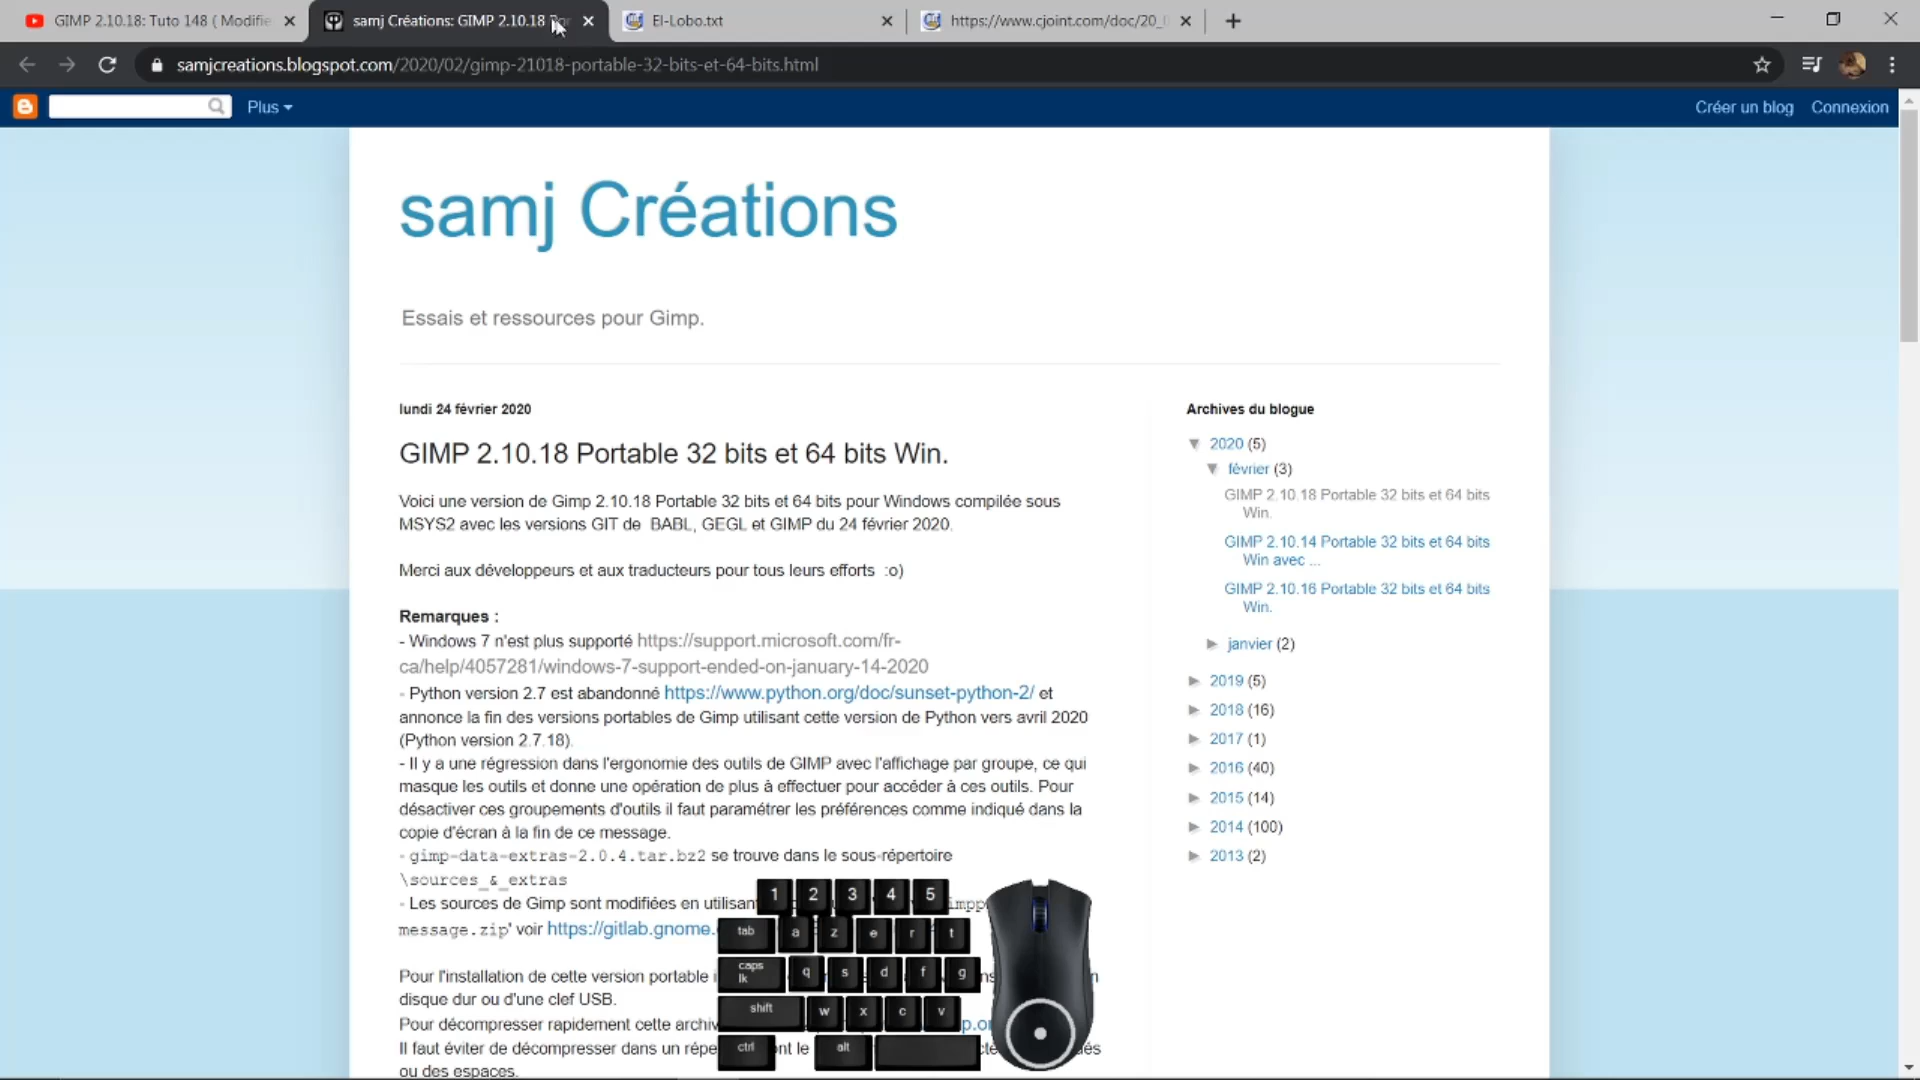 GIMP 2.10.18: Tuto 148 ( Modifie
samj Créations: GIMP 2.10.18
El-Lobo.txt
https://www.cjoint.com/doc/20_
samjcreations.blogspot.com/2020/02/gimp-21018-portable-32-bits-et-64-bits.html
Plus
Créer un blog
Connexion
samj Créations
Essais et ressources pour Gimp.
lundi 24 février 2020
GIMP 2.10.18 Portable 32 bits et 64 bits Win.
Voici une version de Gimp 2.10.18 Portable 32 bits et 64 bits pour Windows compilée sous
MSYS2 avec les versions GIT de BABL, GEGL et GIMP du 24 février 2020.
Merci aux développeurs et aux traducteurs pour tous leurs efforts :o)
Remarques :
- Windows 7 n'est plus supporté https://support.microsoft.com/fr-
ca/help/4057281/windows-7-support-ended-on-january-14-2020
- Python version 2.7 est abandonné https://www.python.org/doc/sunset-python-2/ et
annonce la fin des versions portables de Gimp utilisant cette version de Python vers avril 2020
(Python version 2.7.18).
- Il y a une régression dans l'ergonomie des outils de GIMP avec l'affichage par groupe, ce qui
masque les outils et donne une opération de plus à effectuer pour accéder à ces outils. Pour
désactiver ces groupements d'outils il faut paramétrer les préférences comme indiqué dans la
copie d'écran à la fin de ce message.
- gimp-data-extras-2.0.4.tar.bz2 se trouve dans le sous-répertoire
\sources_&_extras
- Les sources de Gimp sont modifiées en utilisant
message.zip' voir https://gitlab.gnome.
Pour l'installation de cette version portable
disque dur ou d'une clef USB.
Pour décompresser rapidement cette
Il faut éviter de décompresser dans un
ou des espaces.
Archives du blogue
▼ 2020 (5)
▼ février (3)
GIMP 2.10.18 Portable 32 bits et 64 bits
Win.
GIMP 2.10.14 Portable 32 bits et 64 bits
Win avec ...
GIMP 2.10.16 Portable 32 bits et 64 bits
Win.
► janvier (2)
► 2019 (5)
► 2018 (16)
► 2017 (1)
► 2016 (40)
► 2015 (14)
► 2014 (100)
► 2013 (2)
1 2 3 4 5
tab a z e r t
caps lk q s d f g
shift w x c v
ctrl alt